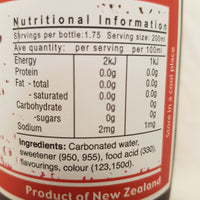 Nutritional Information
Servings per bottle:1.75 Serving size:200ml
Ave quantity: per serving per 100ml
Energy 2kJ 1kJ
Protein 0.0g 0.0g
Fat - total 0.0g 0.0g
- saturated 0.0g 0.0g
Carbohydrate 0.0g 0.0g
-sugars 0g 0g
Sodium 2mg 1mg
Ingredients: Carbonated water,
sweetener (950, 955), food acid (330),
flavourings, colour (123,150d).
Product of New Zealand
Store in a cool place